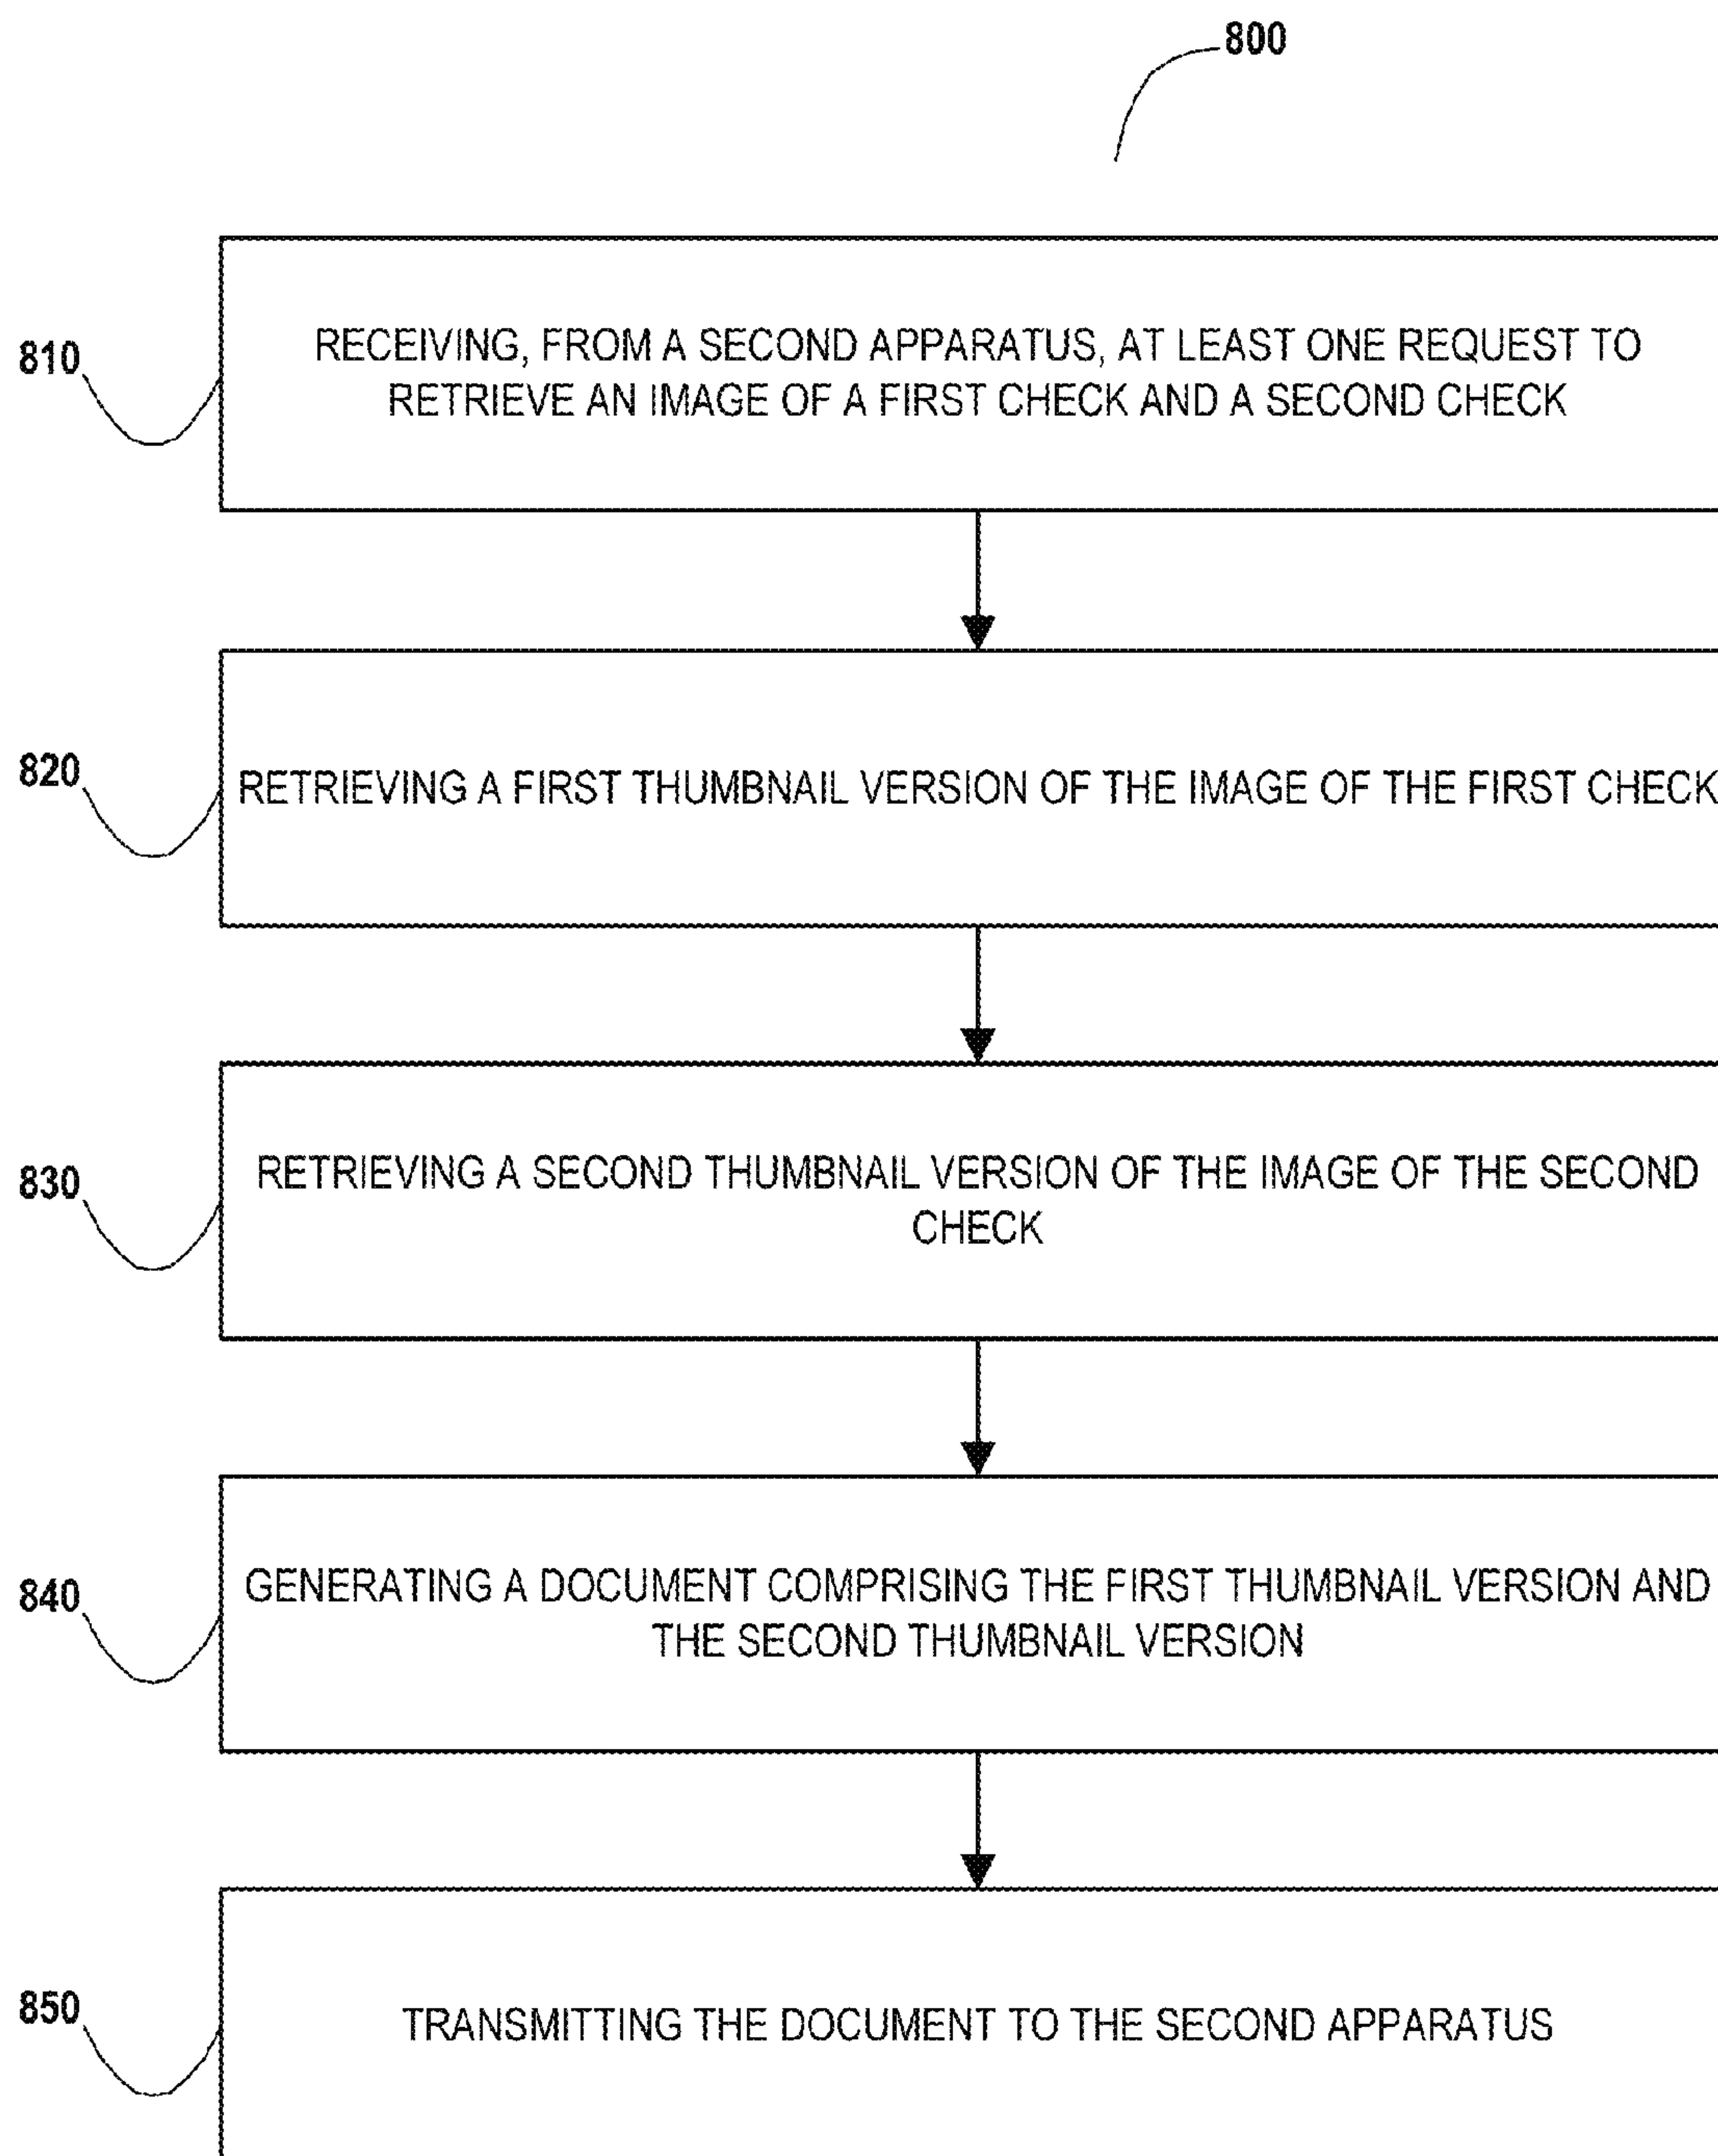 800
810
RECEIVING, FROM A SECOND APPARATUS, AT LEAST ONE REQUEST TO
RETRIEVE AN IMAGE OF A FIRST CHECK AND A SECOND CHECK
820
RETRIEVING A FIRST THUMBNAIL VERSION OF THE IMAGE OF THE FIRST CHECK
830
RETRIEVING A SECOND THUMBNAIL VERSION OF THE IMAGE OF THE SECOND
CHECK
840
GENERATING A DOCUMENT COMPRISING THE FIRST THUMBNAIL VERSION AND
THE SECOND THUMBNAIL VERSION
850
TRANSMITTING THE DOCUMENT TO THE SECOND APPARATUS